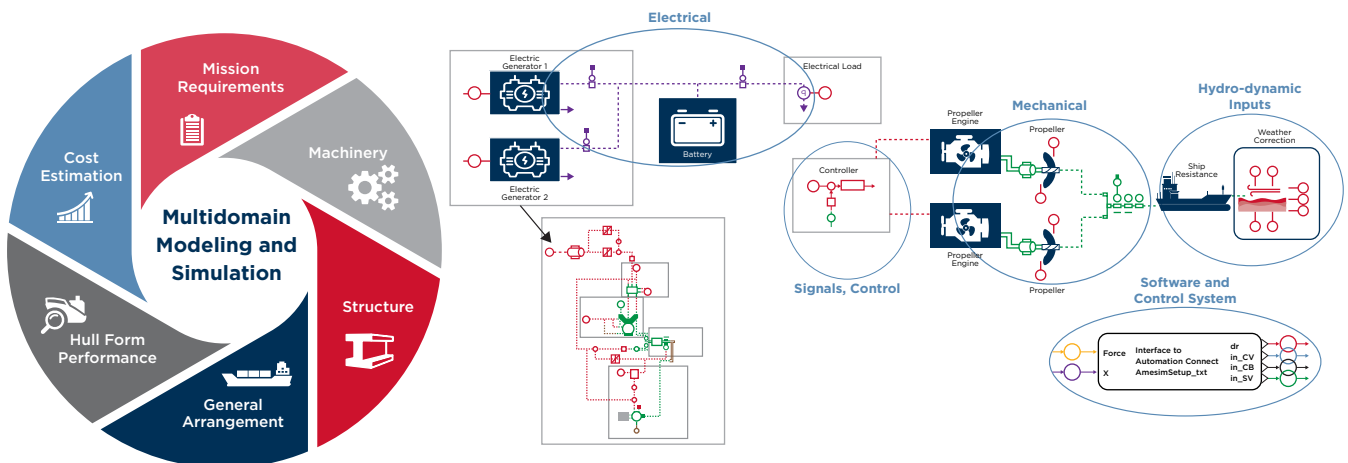 Mission
Requirements
Machinery
Structure
General
Arrangement
Hull Form
Performance
Cost
Estimation
Multidomain
Modeling and
Simulation
Electrical
Electric
Generator 1
Electric
Generator 2
Battery
Electrical Load
q
Signals, Control
Controller
Propeller
Engine
Propeller
Engine
Mechanical
Propeller
Propeller
Hydro-dynamic
Inputs
Ship
Resistance
Weather
Correction
Software and
Control System
Force
X
Interface to
Automation Connect
AmesimSetup_txt
dr
in_CV
in_CB
in_SV